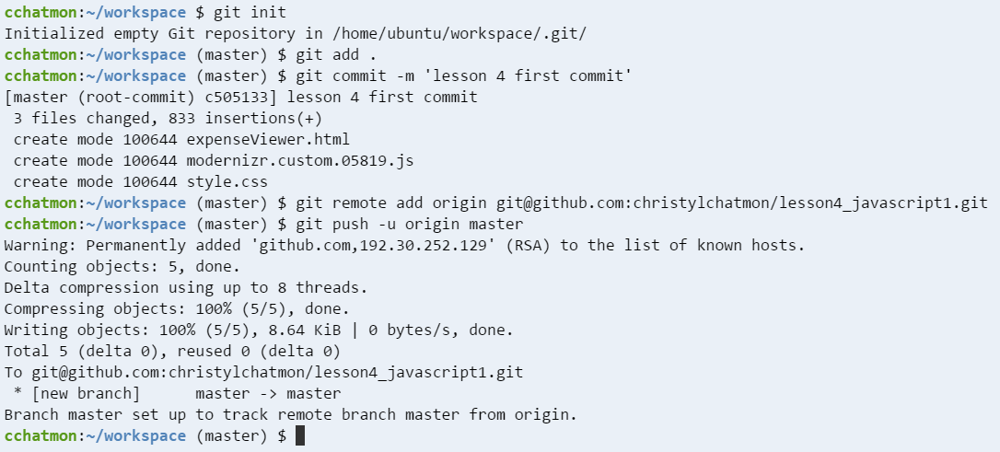 cchatmon:~/workspace $ git init
Initialized empty Git repository in /home/ubuntu/workspace/.git/
cchatmon:~/workspace (master) $ git add .
cchatmon:~/workspace (master) $ git commit -m 'lesson 4 first commit'
[master (root-commit) c505133] lesson 4 first commit
 3 files changed, 833 insertions(+)
 create mode 100644 expenseViewer.html
 create mode 100644 modernizr.custom.05819.js
 create mode 100644 style.css
cchatmon:~/workspace (master) $ git remote add origin git@github.com:christylchatmon/lesson4_javascript1.git
cchatmon:~/workspace (master) $ git push -u origin master
Warning: Permanently added 'github.com,192.30.252.129' (RSA) to the list of known hosts.
Counting objects: 5, done.
Delta compression using up to 8 threads.
Compressing objects: 100% (5/5), done.
Writing objects: 100% (5/5), 8.64 KiB | 0 bytes/s, done.
Total 5 (delta 0), reused 0 (delta 0)
To git@github.com:christylchatmon/lesson4_javascript1.git
 * [new branch]      master -> master
Branch master set up to track remote branch master from origin.
cchatmon:~/workspace (master) $